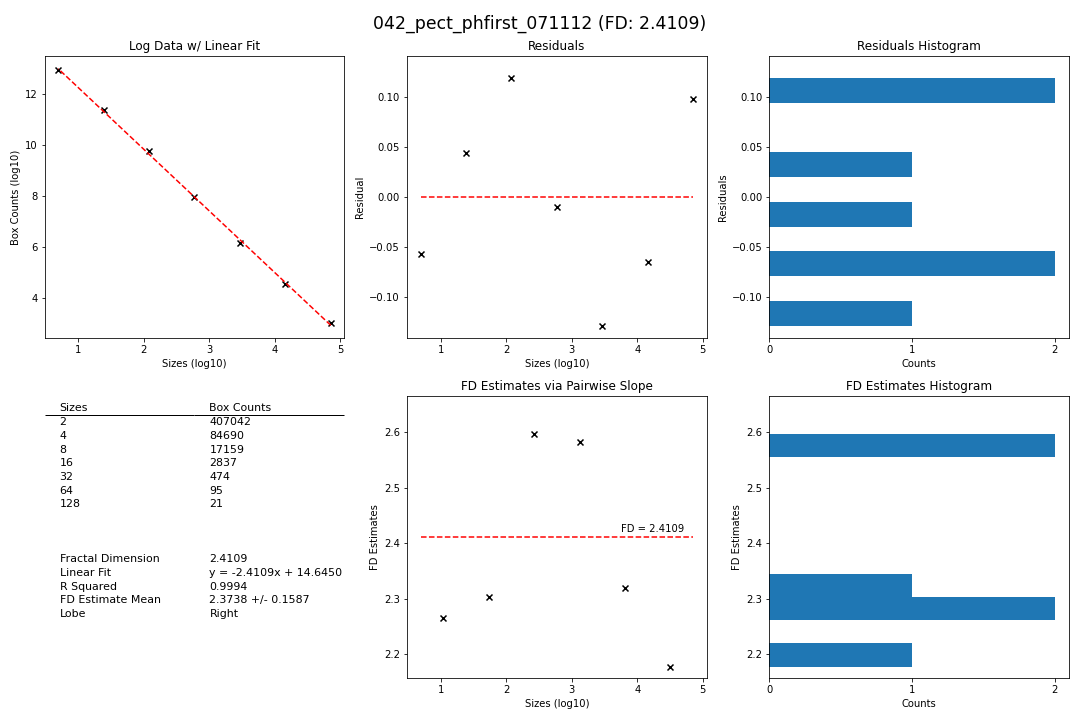 042_pect_phfirst_071112 (FD: 2.4109)
Log Data w/ Linear Fit
Box Counts (log10)
12
10
8
6
4
1 2 3 4 5
Sizes (log10)
Residuals
Residual
0.10
0.05
0.00
−0.05
−0.10
1 2 3 4 5
Sizes (log10)
Residuals Histogram
Residuals
0.10
0.05
0.00
−0.05
−0.10
0 1 2
Counts
Sizes Box Counts
2 407042
4 84690
8 17159
16 2837
32 474
64 95
128 21
Fractal Dimension 2.4109
Linear Fit y = -2.4109x + 14.6450
R Squared 0.9994
FD Estimate Mean 2.3738 +/- 0.1587
Lobe Right
FD Estimates via Pairwise Slope
FD Estimates
2.6
2.5
2.4
2.3
2.2
FD = 2.4109
1 2 3 4 5
Sizes (log10)
FD Estimates Histogram
FD Estimates
2.6
2.5
2.4
2.3
2.2
0 1 2
Counts